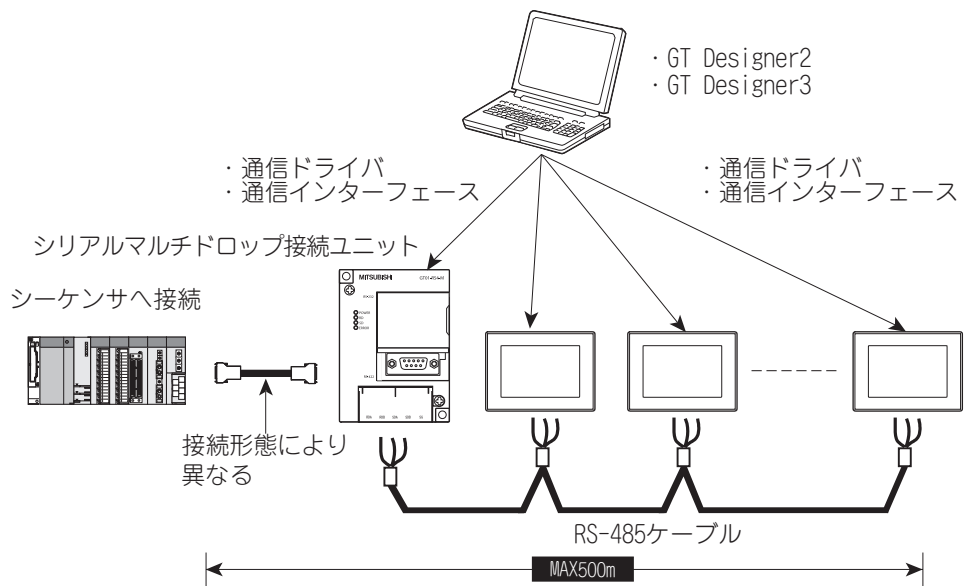 ・GT Designer2
・GT Designer3
・通信ドライバ
・通信インターフェース
・通信ドライバ
・通信インターフェース
シリアルマルチドロップ接続ユニット
シーケンサへ接続
MITSUBISHI
POWER
接続形態により
異なる
RS-485ケーブル
MAX500m